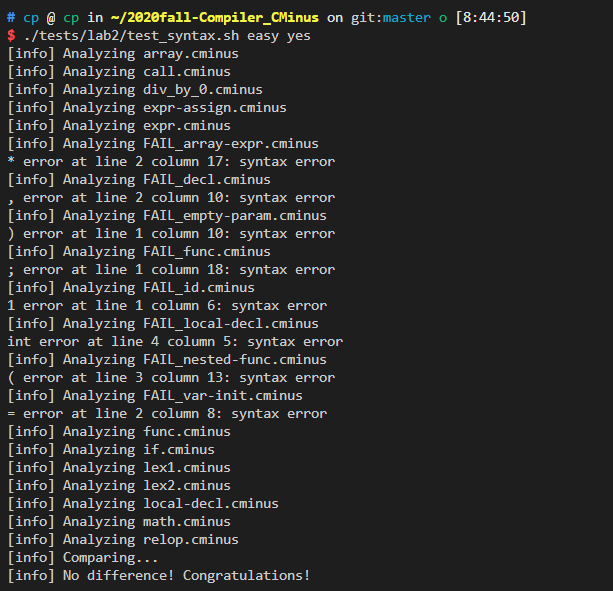 # cp @ cp in ~/2020fall-Compiler_CMinus on git:master o [8:44:50]
$ ./tests/lab2/test_syntax.sh easy yes
[info] Analyzing array.cminus
[info] Analyzing call.cminus
[info] Analyzing div_by_0.cminus
[info] Analyzing expr-assign.cminus
[info] Analyzing expr.cminus
[info] Analyzing FAIL_array-expr.cminus
* error at line 2 column 17: syntax error
[info] Analyzing FAIL_decl.cminus
, error at line 2 column 10: syntax error
[info] Analyzing FAIL_empty-param.cminus
) error at line 1 column 10: syntax error
[info] Analyzing FAIL_func.cminus
; error at line 1 column 18: syntax error
[info] Analyzing FAIL_id.cminus
1 error at line 1 column 6: syntax error
[info] Analyzing FAIL_local-decl.cminus
int error at line 4 column 5: syntax error
[info] Analyzing FAIL_nested-func.cminus
( error at line 3 column 13: syntax error
[info] Analyzing FAIL_var-init.cminus
= error at line 2 column 8: syntax error
[info] Analyzing func.cminus
[info] Analyzing if.cminus
[info] Analyzing lex1.cminus
[info] Analyzing lex2.cminus
[info] Analyzing local-decl.cminus
[info] Analyzing math.cminus
[info] Analyzing relop.cminus
[info] Comparing...
[info] No difference! Congratulations!